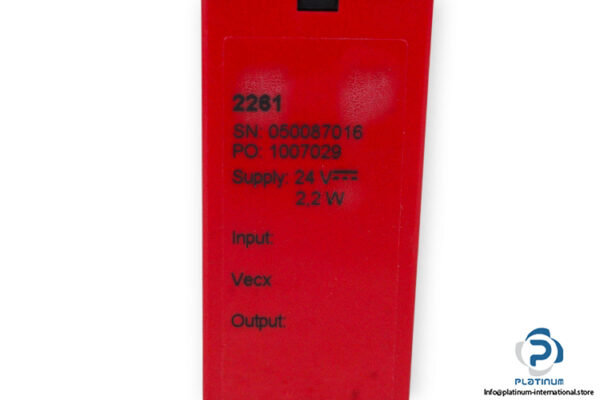 2261
SN: 050087016
PO: 1007029
Supply: 24 V
2,2 W
Input:
Vecx
Output:
PLATINUM
Info@platinum-international.store